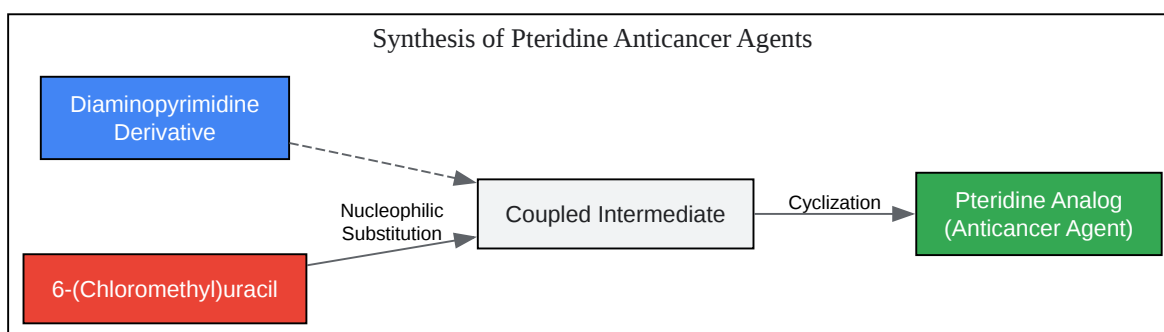 Synthesis of Pteridine Anticancer Agents
Diaminopyrimidine
Derivative
Nucleophilic
Substitution
6-(Chloromethyl)uracil
Coupled Intermediate
Cyclization
Pteridine Analog
(Anticancer Agent)